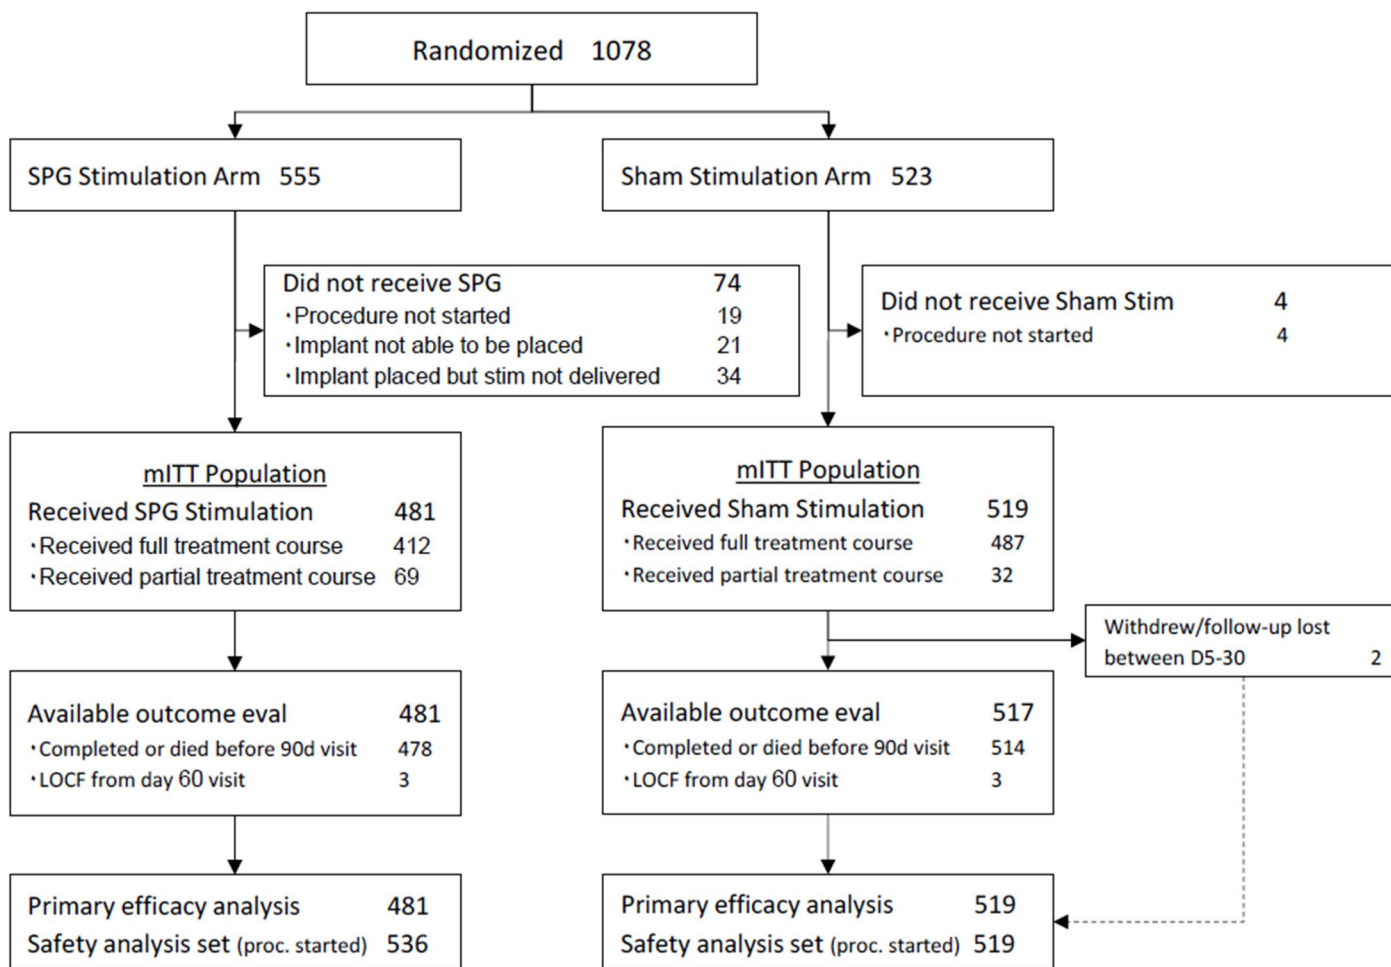 Randomized 1078
SPG Stimulation Arm 555
Sham Stimulation Arm 523
Did not receive SPG 74
·Procedure not started 19
·Implant not able to be placed 21
·Implant placed but stim not delivered 34
Did not receive Sham Stim 4
·Procedure not started 4
mITT Population
Received SPG Stimulation 481
·Received full treatment course 412
·Received partial treatment course 69
mITT Population
Received Sham Stimulation 519
·Received full treatment course 487
·Received partial treatment course 32
Withdrew/follow-up lost
between D5-30 2
Available outcome eval 481
·Completed or died before 90d visit 478
·LOCF from day 60 visit 3
Available outcome eval 517
·Completed or died before 90d visit 514
·LOCF from day 60 visit 3
Primary efficacy analysis 481
Safety analysis set (proc. started) 536
Primary efficacy analysis 519
Safety analysis set (proc. started) 519